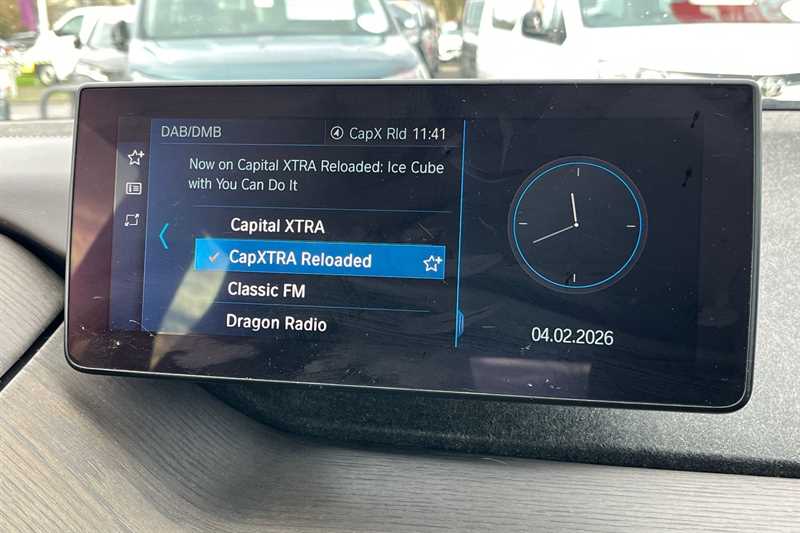 DAB/DMB
CapX Rld 11:41
Now on Capital XTRA Reloaded: Ice Cube
with You Can Do It
Capital XTRA
CapXTRA Reloaded
Classic FM
Dragon Radio
04.02.2026